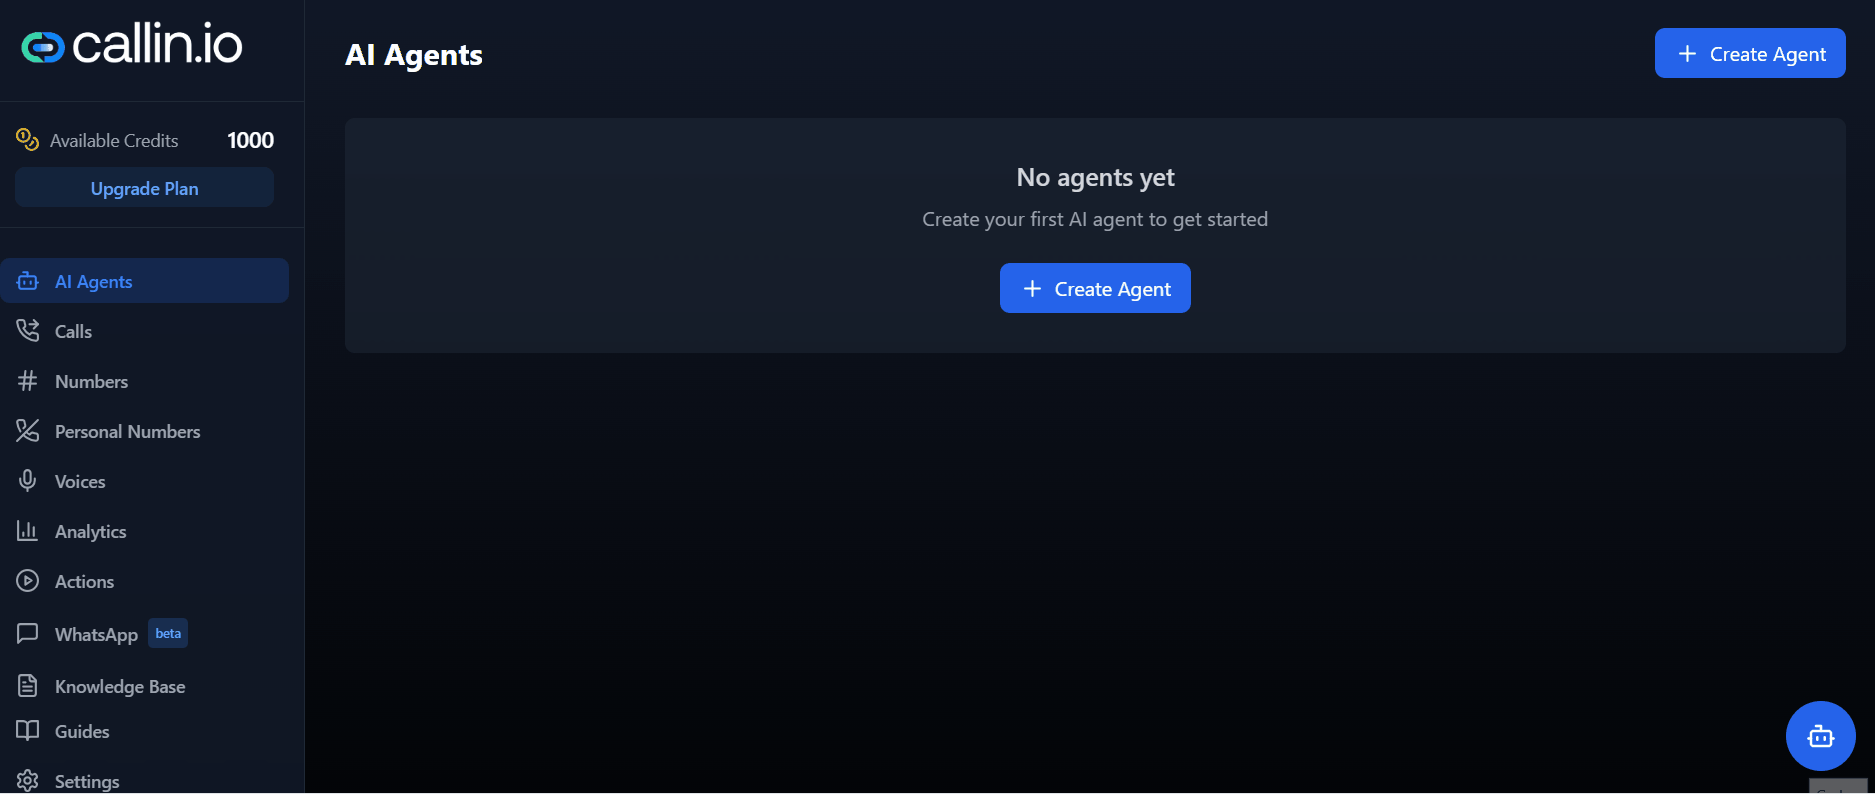 callin.io
Available Credits 1000
Upgrade Plan
AI Agents
Calls
Numbers
Personal Numbers
Voices
Analytics
Actions
WhatsApp beta
Knowledge Base
Guides
Settings
AI Agents
Create Agent
No agents yet
Create your first AI agent to get started
Create Agent